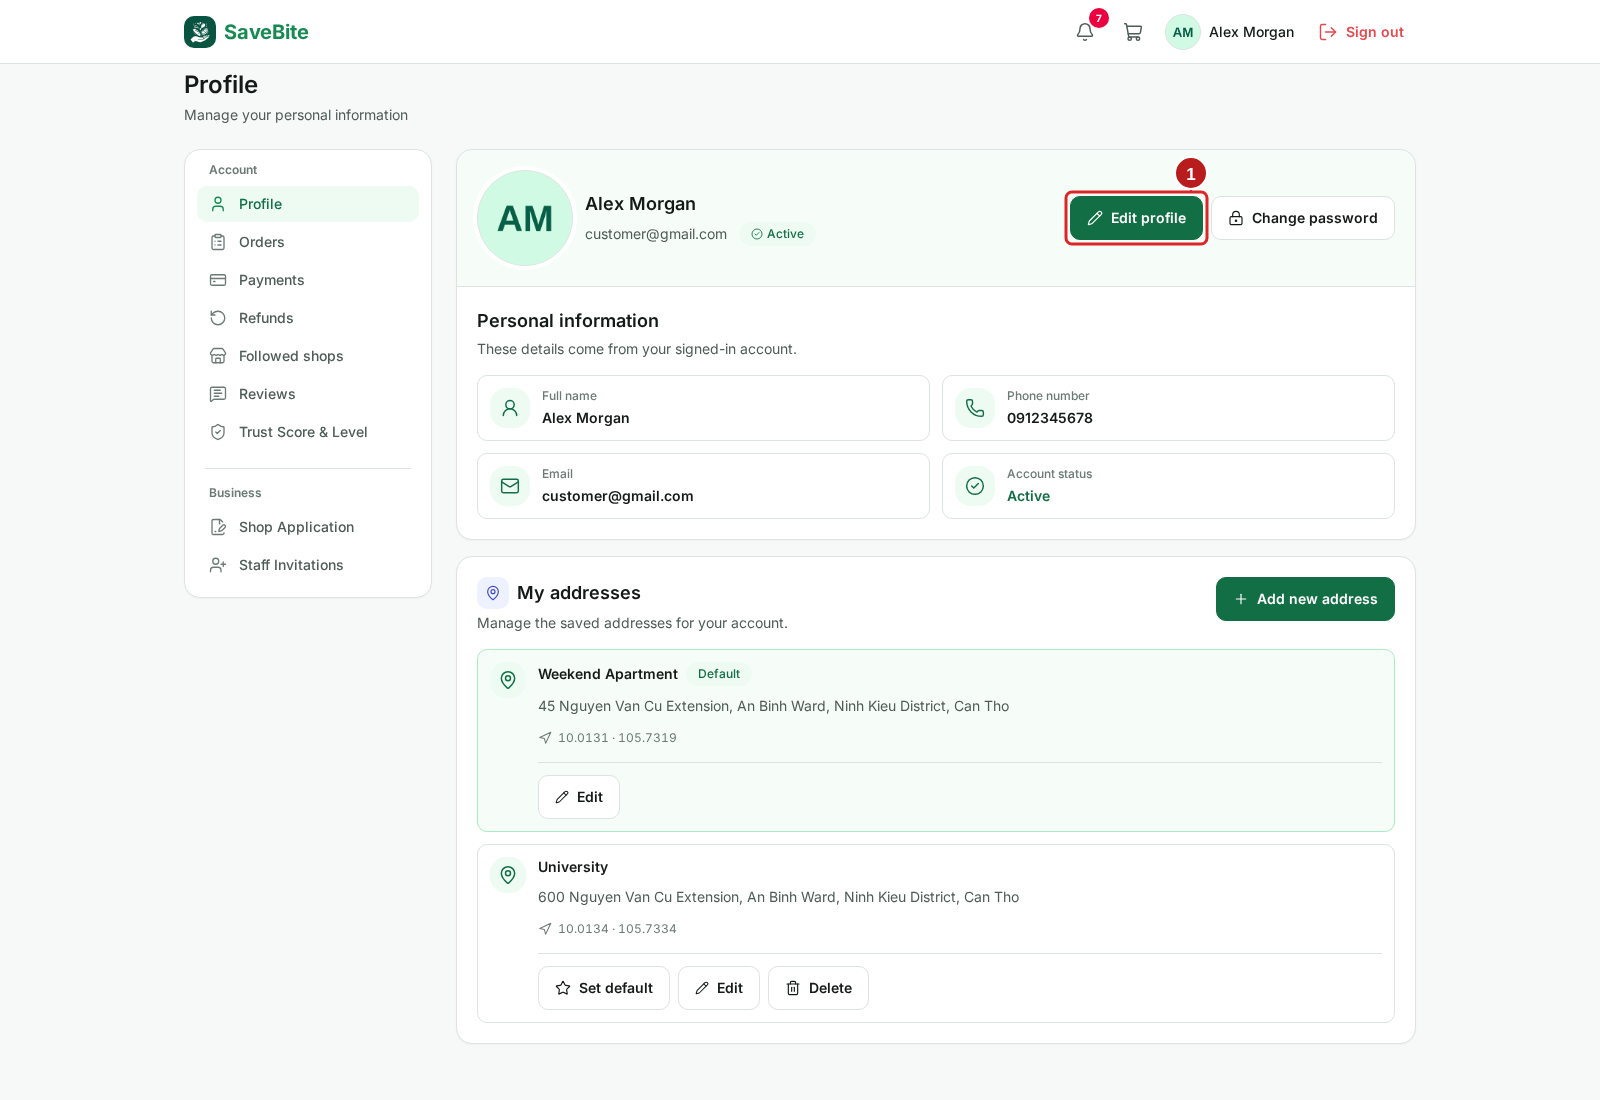 SaveBite
7
AM
Alex Morgan
Sign out
Profile
Manage your personal information
Account
Profile
Orders
Payments
Refunds
Followed shops
Reviews
Trust Score & Level
Business
Shop Application
Staff Invitations
AM
Alex Morgan
customer@gmail.com
Active
1
Edit profile
Change password
Personal information
These details come from your signed-in account.
Full name
Alex Morgan
Phone number
0912345678
Email
customer@gmail.com
Account status
Active
My addresses
Manage the saved addresses for your account.
Add new address
Weekend Apartment
Default
45 Nguyen Van Cu Extension, An Binh Ward, Ninh Kieu District, Can Tho
10.0131 · 105.7319
Edit
University
600 Nguyen Van Cu Extension, An Binh Ward, Ninh Kieu District, Can Tho
10.0134 · 105.7334
Set default
Edit
Delete